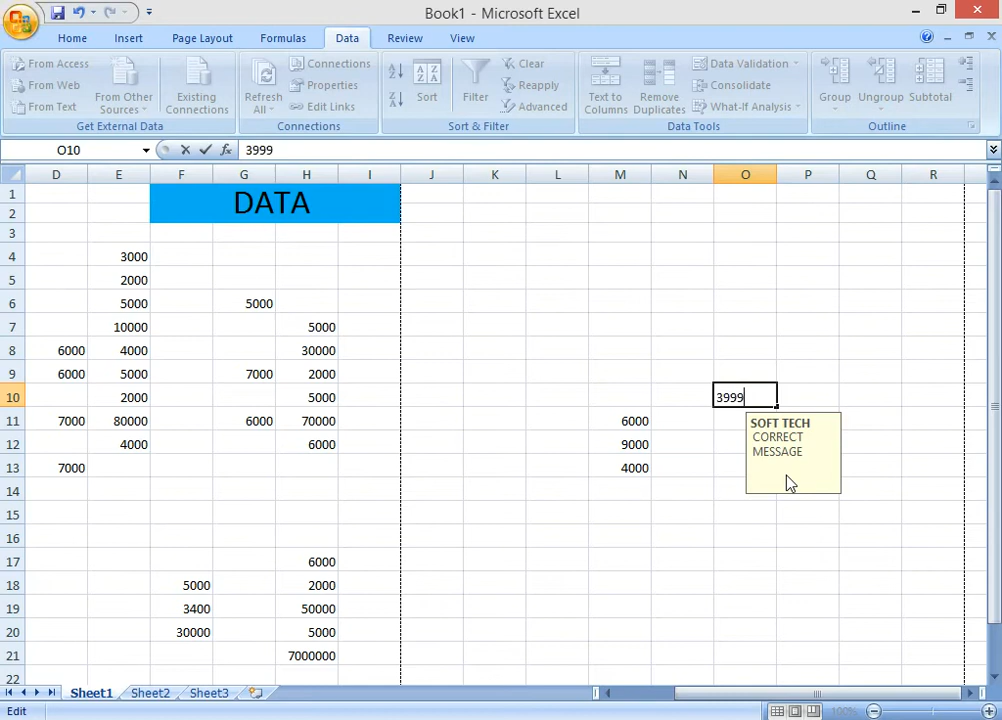 Book1 - Microsoft Excel
Home Insert Page Layout Formulas Data Review View
From Access
From Web
From Text
From Other Sources
Existing Connections
Get External Data
Refresh All
Connections
Properties
Edit Links
Connections
Sort
Filter
Clear
Reapply
Advanced
Sort & Filter
Text to Columns
Remove Duplicates
Data Validation
Consolidate
What-If Analysis
Data Tools
Group
Ungroup
Subtotal
Outline
O10 fx 3999
D E F G H I J K L M N O P Q R
1 DATA
2
3
4 3000
5 2000
6 5000 5000
7 10000 5000
8 6000 4000 30000
9 6000 5000 7000 2000
10 2000 5000 3999
11 7000 80000 6000 70000 6000
12 4000 6000 9000
13 7000 4000
SOFT TECH
CORRECT
MESSAGE
14
15
16
17 6000
18 5000 2000
19 3400 50000
20 30000 5000
21 7000000
22
Sheet1 Sheet2 Sheet3
Edit 100%